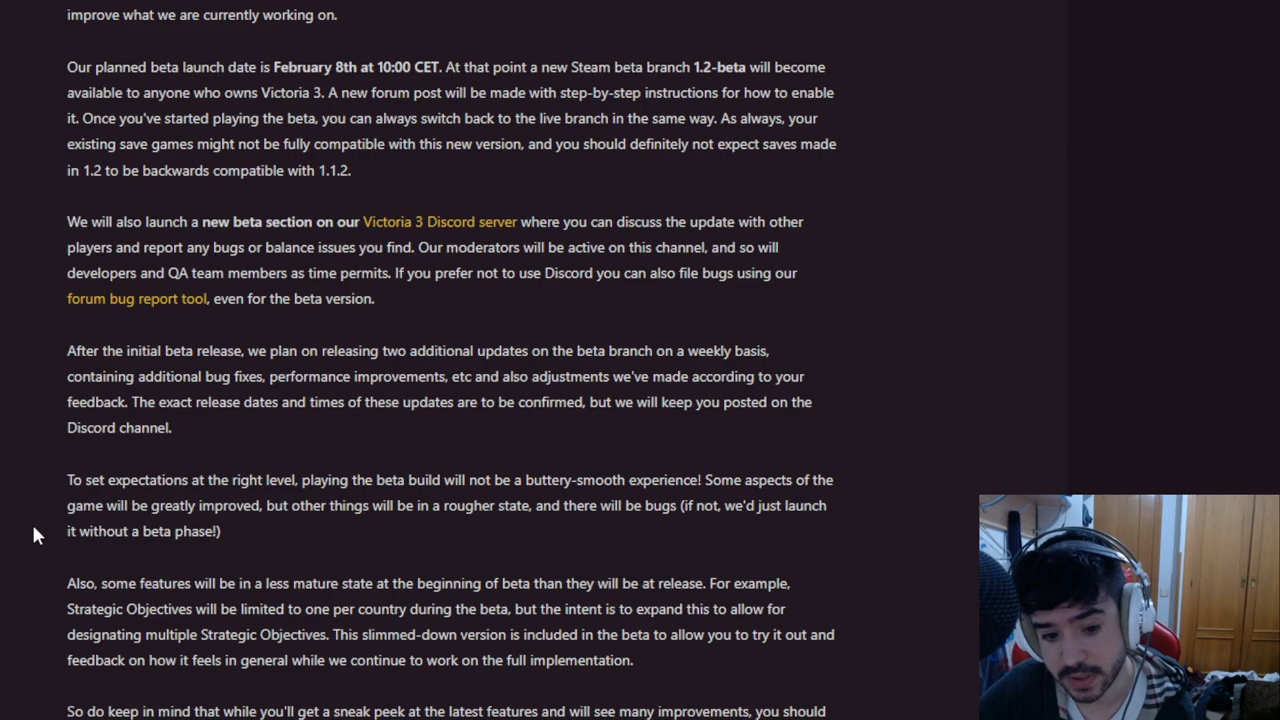 improve what we are currently working on.
Our planned beta launch date is February 8th at 10:00 CET. At that point a new Steam beta branch 1.2-beta will become
available to anyone who owns Victoria 3. A new forum post will be made with step-by-step instructions for how to enable
it. Once you've started playing the beta, you can always switch back to the live branch in the same way. As always, your
existing save games might not be fully compatible with this new version, and you should definitely not expect saves made
in 1.2 to be backwards compatible with 1.1.2.
We will also launch a new beta section on our Victoria 3 Discord server where you can discuss the update with other
players and report any bugs or balance issues you find. Our moderators will be active on this channel, and so will
developers and QA team members as time permits. If you prefer not to use Discord you can also file bugs using our
forum bug report tool, even for the beta version.
After the initial beta release, we plan on releasing two additional updates on the beta branch on a weekly basis,
containing additional bug fixes, performance improvements, etc and also adjustments we've made according to your
feedback. The exact release dates and times of these updates are to be confirmed, but we will keep you posted on the
Discord channel.
To set expectations at the right level, playing the beta build will not be a buttery-smooth experience! Some aspects of the
game will be greatly improved, but other things will be in a rougher state, and there will be bugs (if not, we'd just launch
it without a beta phase!)
Also, some features will be in a less mature state at the beginning of beta than they will be at release. For example,
Strategic Objectives will be limited to one per country during the beta, but the intent is to expand this to allow for
designating multiple Strategic Objectives. This slimmed-down version is included in the beta to allow you to try it out and
feedback on how it feels in general while we continue to work on the full implementation.
So do keep in mind that while you'll get a sneak peek at the latest features and will see many improvements, you should